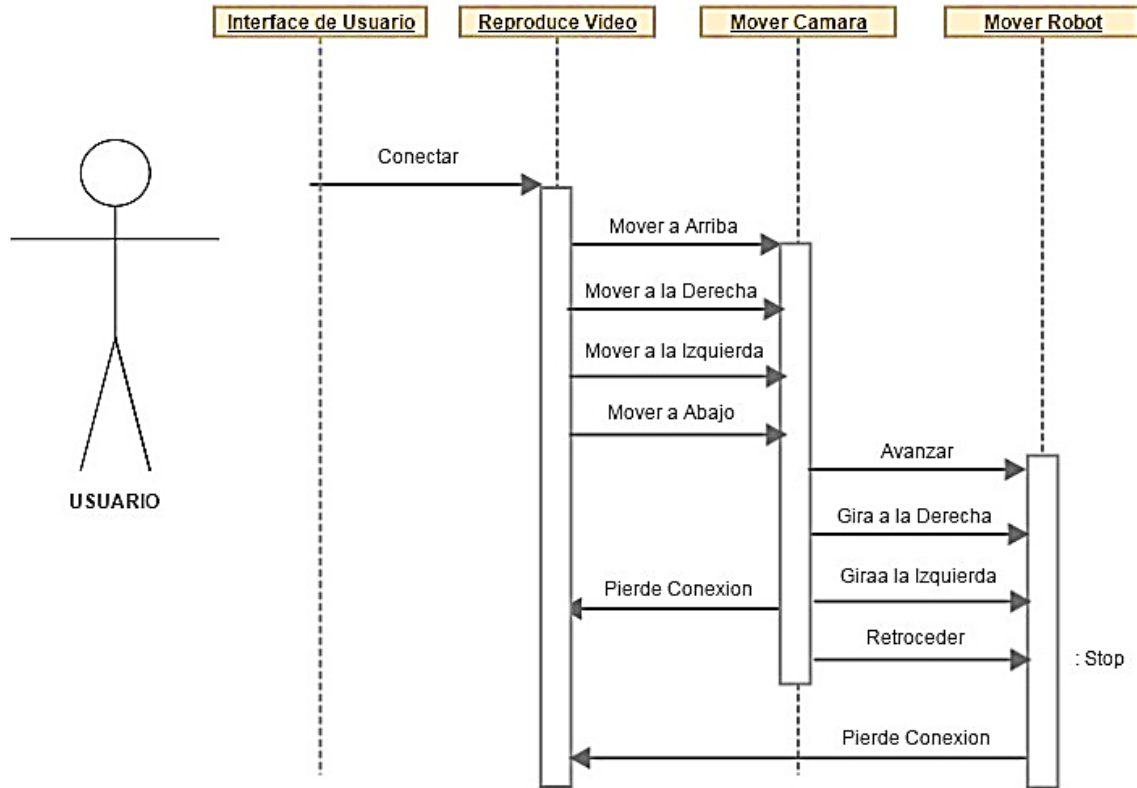 Interface de Usuario
Reproduce Video
Mover Camara
Mover Robot
Conectar
Mover a Arriba
Mover a la Derecha
Mover a la Izquierda
Mover a Abajo
Avanzar
USUARIO
Gira a la Derecha
Giraa la Izquierda
Pierde Conexion
Retroceder
: Stop
Pierde Conexion